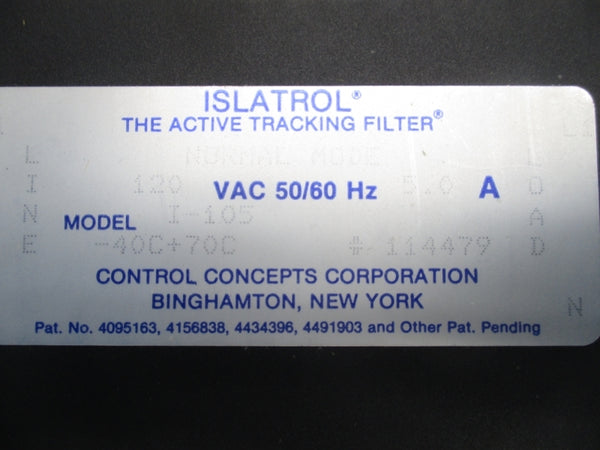 ISLATROL®
THE ACTIVE TRACKING FILTER®
L NORMAL MODE L
I 120 VAC 50/60 Hz 5.0 A O
N MODEL I-105 A
E -40C+70C # 114479 D
CONTROL CONCEPTS CORPORATION
BINGHAMTON, NEW YORK
N
Pat. No. 4095163, 4156838, 4434396, 4491903 and Other Pat. Pending